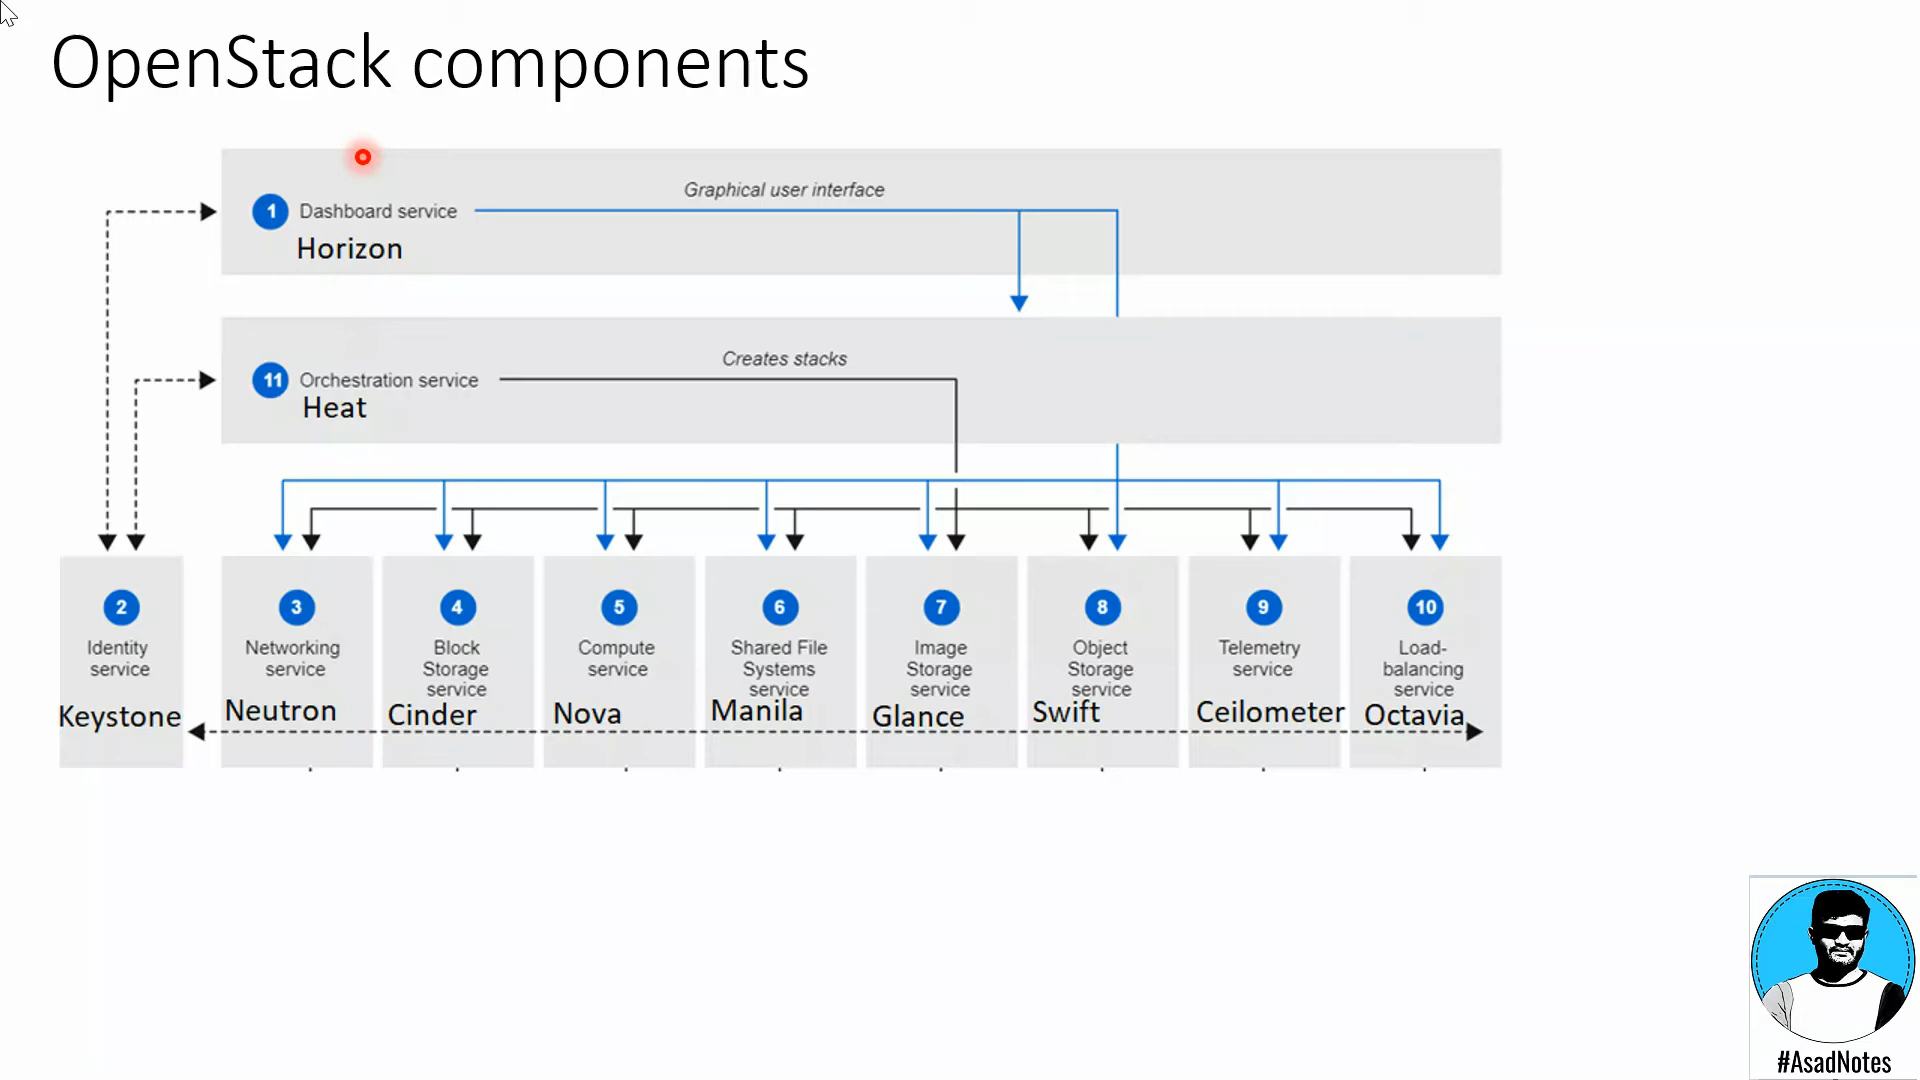 OpenStack components
Graphical user interface
1 Dashboard service
Horizon
Creates stacks
11 Orchestration service
Heat
2
Identity
service
Keystone
3
Networking
service
Neutron
4
Block
Storage
service
Cinder
5
Compute
service
Nova
6
Shared File
Systems
service
Manila
7
Image
Storage
service
Glance
8
Object
Storage
service
Swift
9
Telemetry
service
Ceilometer
10
Load-
balancing
service
Octavia
#AsadNotes